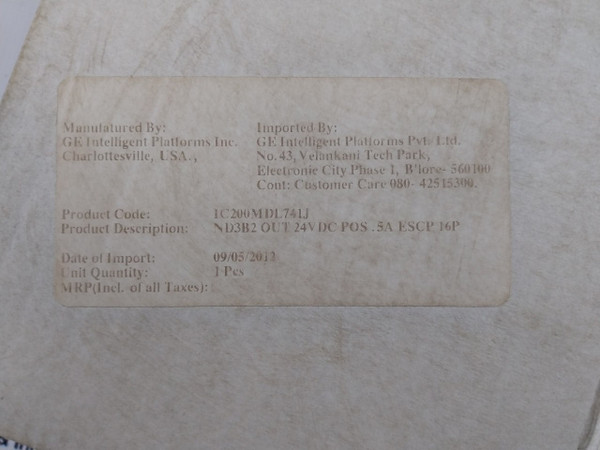 Manufatured By:
GE Intelligent Platforms Inc.
Charlottesville, USA.,
Imported By:
GE Intelligent Platforms Pvt. Ltd.
No. 43, Velankani Tech Park,
Electronic City Phase 1, B'lore- 560100
Cont: Customer Care 080- 42515300.
Product Code: IC200MDL741J
Product Description: ND3B2 OUT 24VDC POS .5A ESCP 16P
Date of Import: 09/05/2012
Unit Quantity: 1 Pcs
MRP(Incl. of all Taxes):